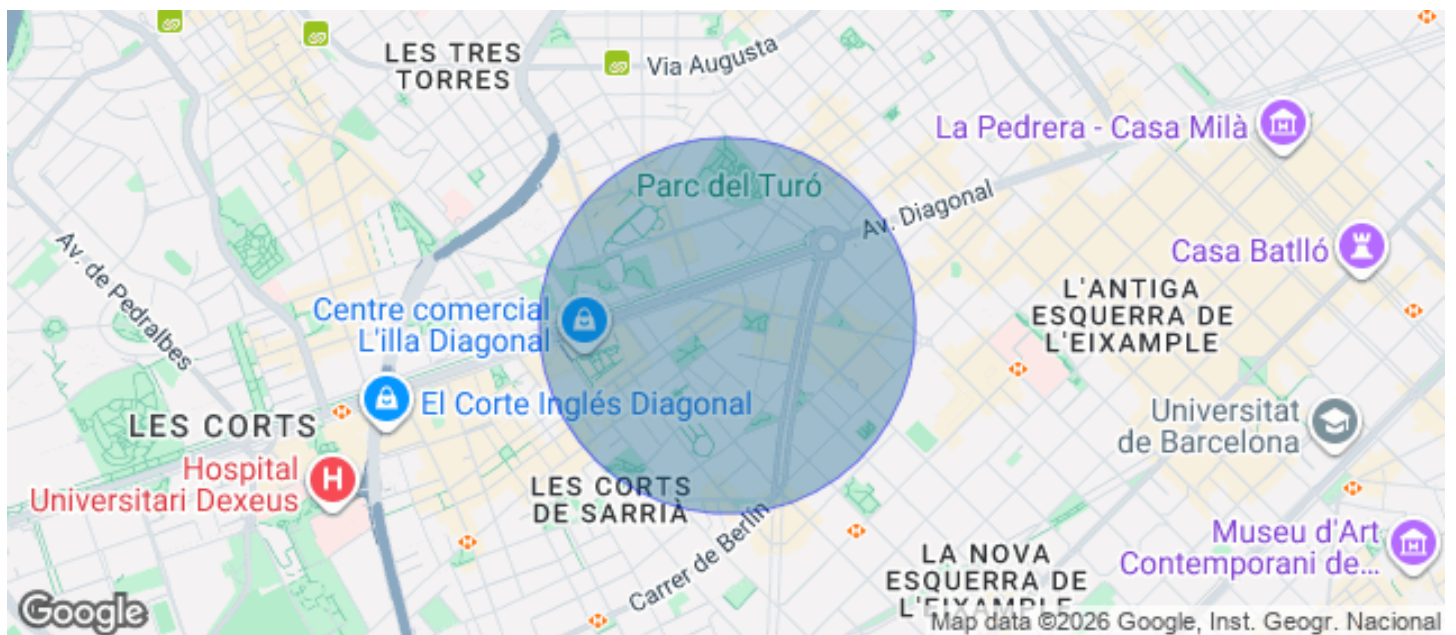 LES TRES
TORRES
Via Augusta
La Pedrera - Casa Milà
Parc del Turó
Av. Diagonal
Av. de Pedralbes
Casa Batlló
L'ANTIGA
ESQUERRA DE
L'EIXAMPLE
Centre comercial
L'illa Diagonal
El Corte Inglés Diagonal
LES CORTS
Universitat
de Barcelona
H
Hospital
Universitari Dexeus
LES CORTS
DE SARRIÀ
Carrer de Berlín
Museu d'Art
Contemporani de...
LA NOVA
ESQUERRA DE
L'EIXAMPLE
Google
Map data ©2026 Google, Inst. Geogr. Nacional